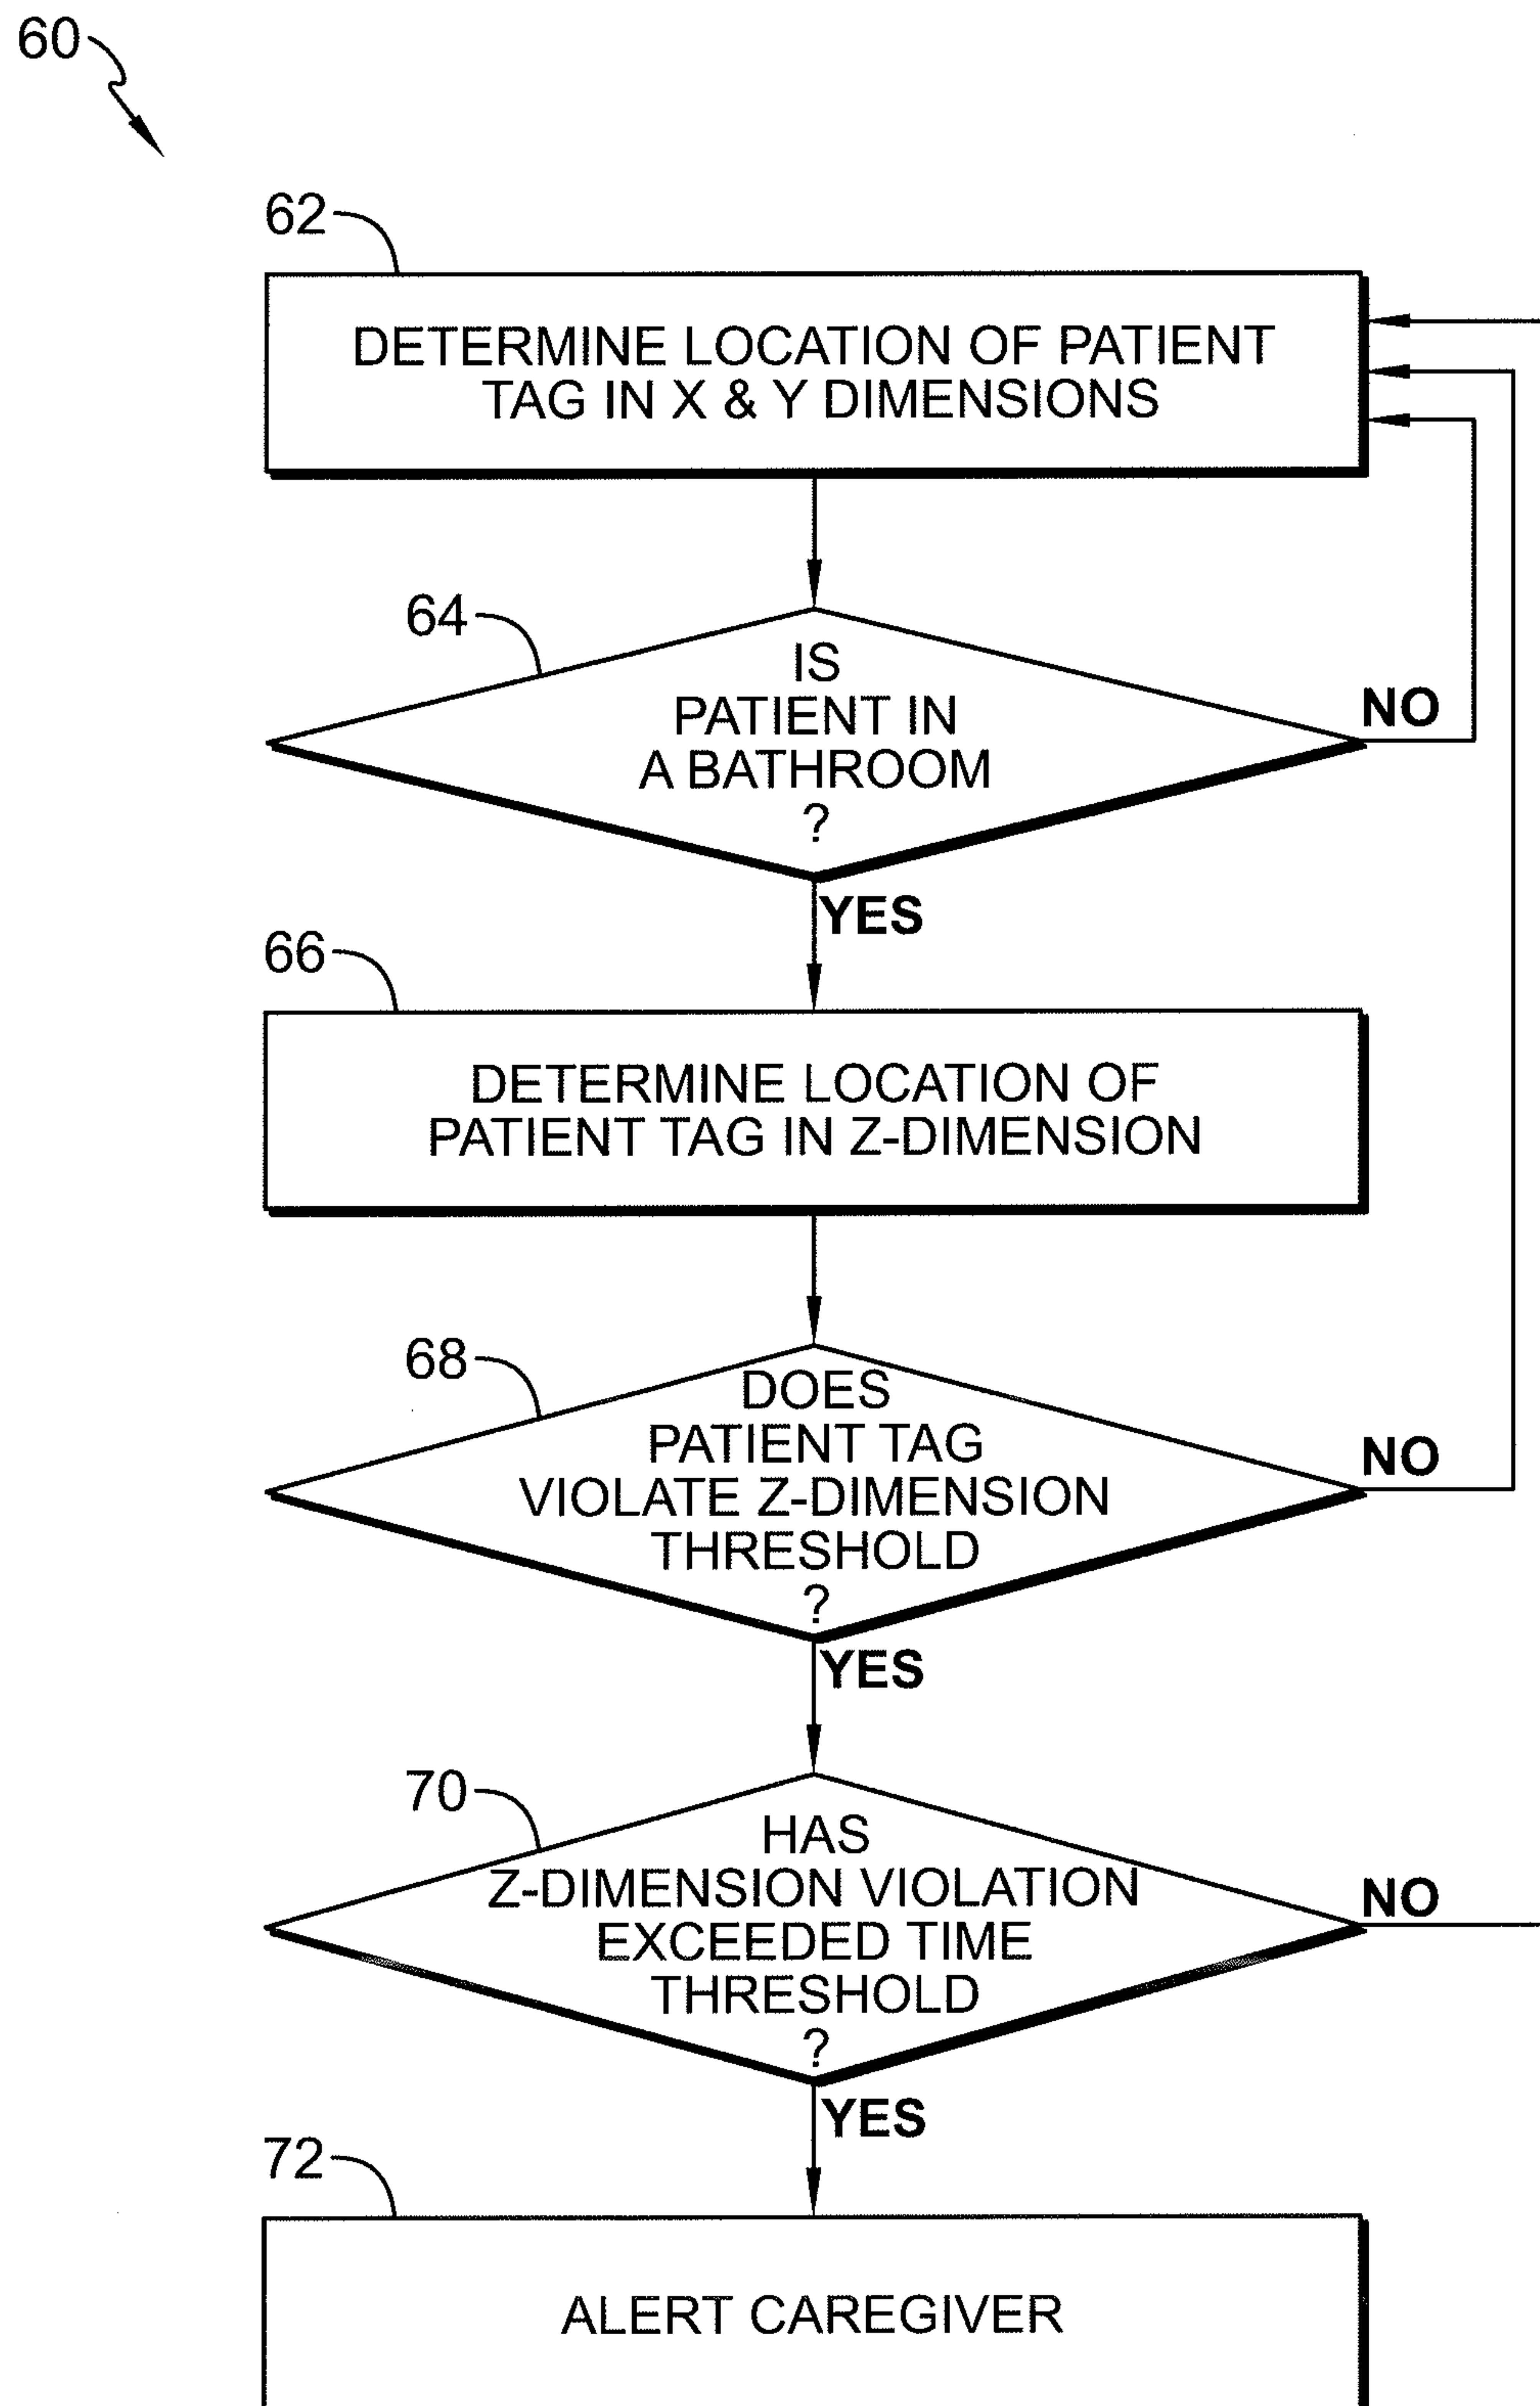 60
62
DETERMINE LOCATION OF PATIENT
TAG IN X & Y DIMENSIONS
64
IS
PATIENT IN
A BATHROOM
?
NO
YES
66
DETERMINE LOCATION OF
PATIENT TAG IN Z-DIMENSION
68
DOES
PATIENT TAG
VIOLATE Z-DIMENSION
THRESHOLD
?
NO
YES
70
HAS
Z-DIMENSION VIOLATION
EXCEEDED TIME
THRESHOLD
?
NO
YES
72
ALERT CAREGIVER